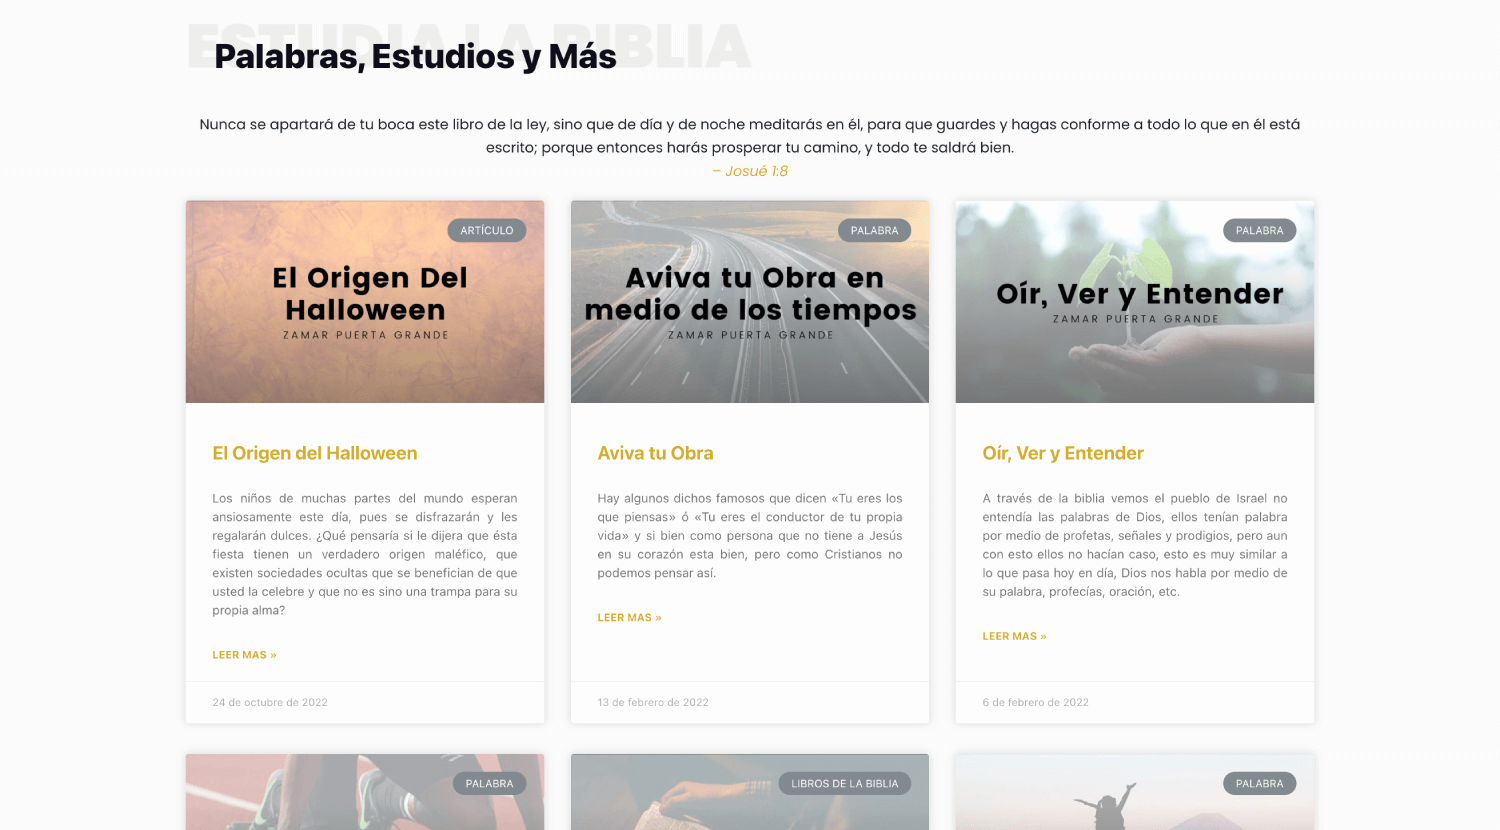 ESTUDIA LA BIBLIA
Palabras, Estudios y Más
Nunca se apartará de tu boca este libro de la ley, sino que de día y de noche meditarás en él, para que guardes y hagas conforme a todo lo que en él está
escrito; porque entonces harás prosperar tu camino, y todo te saldrá bien.
– Josué 1:8
ARTÍCULO
El Origen Del
Halloween
ZAMAR PUERTA GRANDE
El Origen del Halloween
Los niños de muchas partes del mundo esperan
ansiosamente este día, pues se disfrazarán y les
regalarán dulces. ¿Qué pensaría si le dijera que ésta
fiesta tienen un verdadero origen maléfico, que
existen sociedades ocultas que se benefician de que
usted la celebre y que no es sino una trampa para su
propia alma?
LEER MAS »
24 de octubre de 2022
PALABRA
Aviva tu Obra en
medio de los tiempos
ZAMAR PUERTA GRANDE
Aviva tu Obra
Hay algunos dichos famosos que dicen «Tu eres los
que piensas» ó «Tu eres el conductor de tu propia
vida» y si bien como persona que no tiene a Jesús
en su corazón esta bien, pero como Cristianos no
podemos pensar así.
LEER MAS »
13 de febrero de 2022
PALABRA
Oír, Ver y Entender
ZAMAR PUERTA GRANDE
Oír, Ver y Entender
A través de la biblia vemos el pueblo de Israel no
entendía las palabras de Dios, ellos tenían palabra
por medio de profetas, señales y prodigios, pero aun
con esto ellos no hacían caso, esto es muy similar a
lo que pasa hoy en día, Dios nos habla por medio de
su palabra, profecías, oración, etc.
LEER MAS »
6 de febrero de 2022
PALABRA
LIBROS DE LA BIBLIA
PALABRA